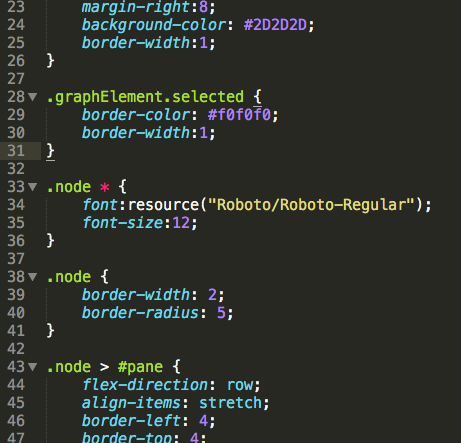 23 margin-right:8;
24 background-color: #2D2D2D;
25 border-width:1;
26 }
27
28 .graphElement.selected {
29 border-color: #f0f0f0;
30 border-width:1;
31 }
32
33 .node * {
34 font:resource("Roboto/Roboto-Regular");
35 font-size:12;
36 }
37
38 .node {
39 border-width: 2;
40 border-radius: 5;
41 }
42
43 .node > #pane {
44 flex-direction: row;
45 align-items: stretch;
46 border-left: 4;
47 border-top: 4;